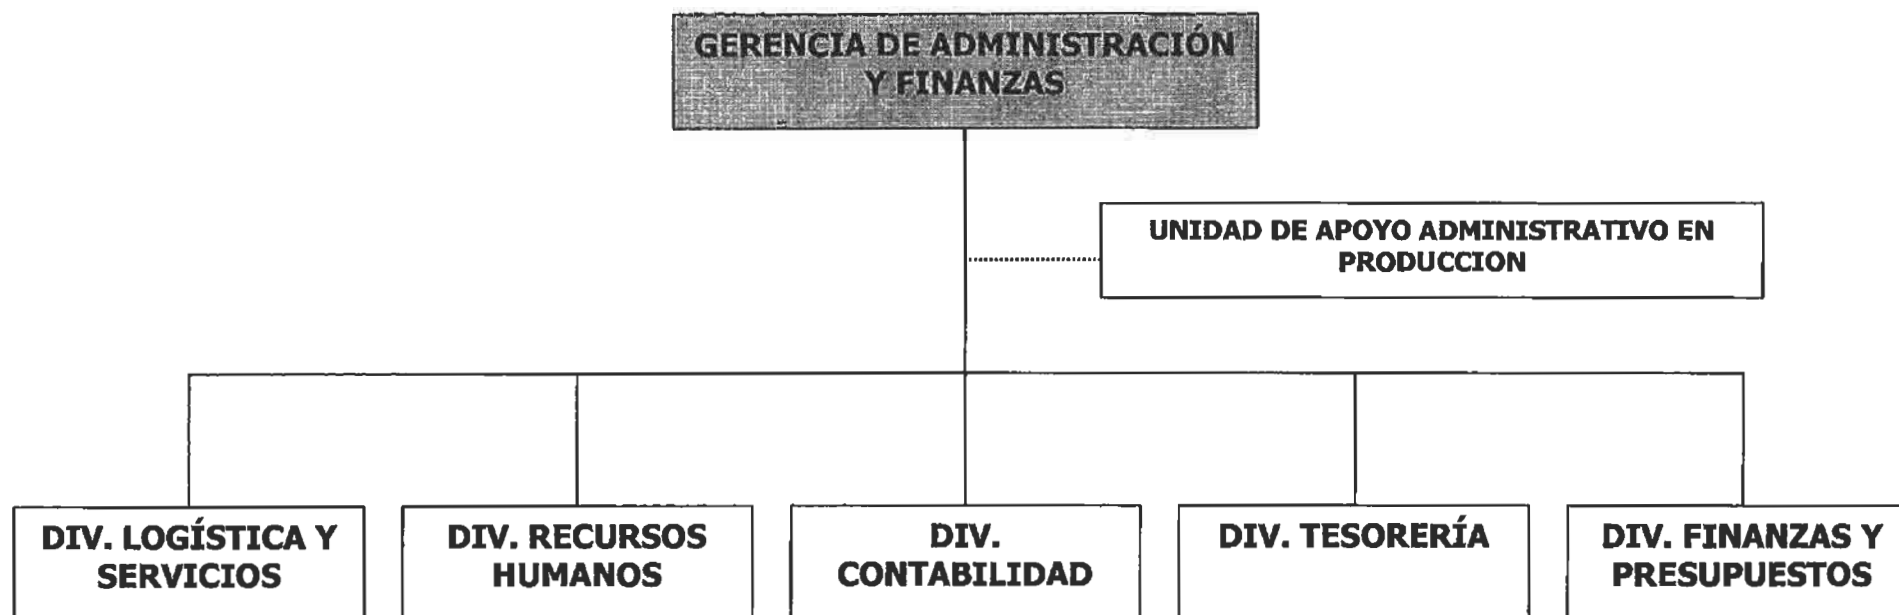 GERENCIA DE ADMINISTRACIÓN
Y FINANZAS
UNIDAD DE APOYO ADMINISTRATIVO EN
PRODUCCION
DIV. LOGÍSTICA Y
SERVICIOS
DIV. RECURSOS
HUMANOS
DIV.
CONTABILIDAD
DIV. TESORERÍA
DIV. FINANZAS Y
PRESUPUESTOS